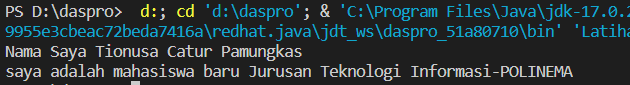 PS D:\daspro>  d:; cd 'd:\daspro'; & 'C:\Program Files\Java\jdk-17.0.2
9955e3cbeac72beda7416a\redhat.java\jdt_ws\daspro_51a80710\bin' 'Latiha
Nama Saya Tionusa Catur Pamungkas
saya adalah mahasiswa baru Jurusan Teknologi Informasi-POLINEMA